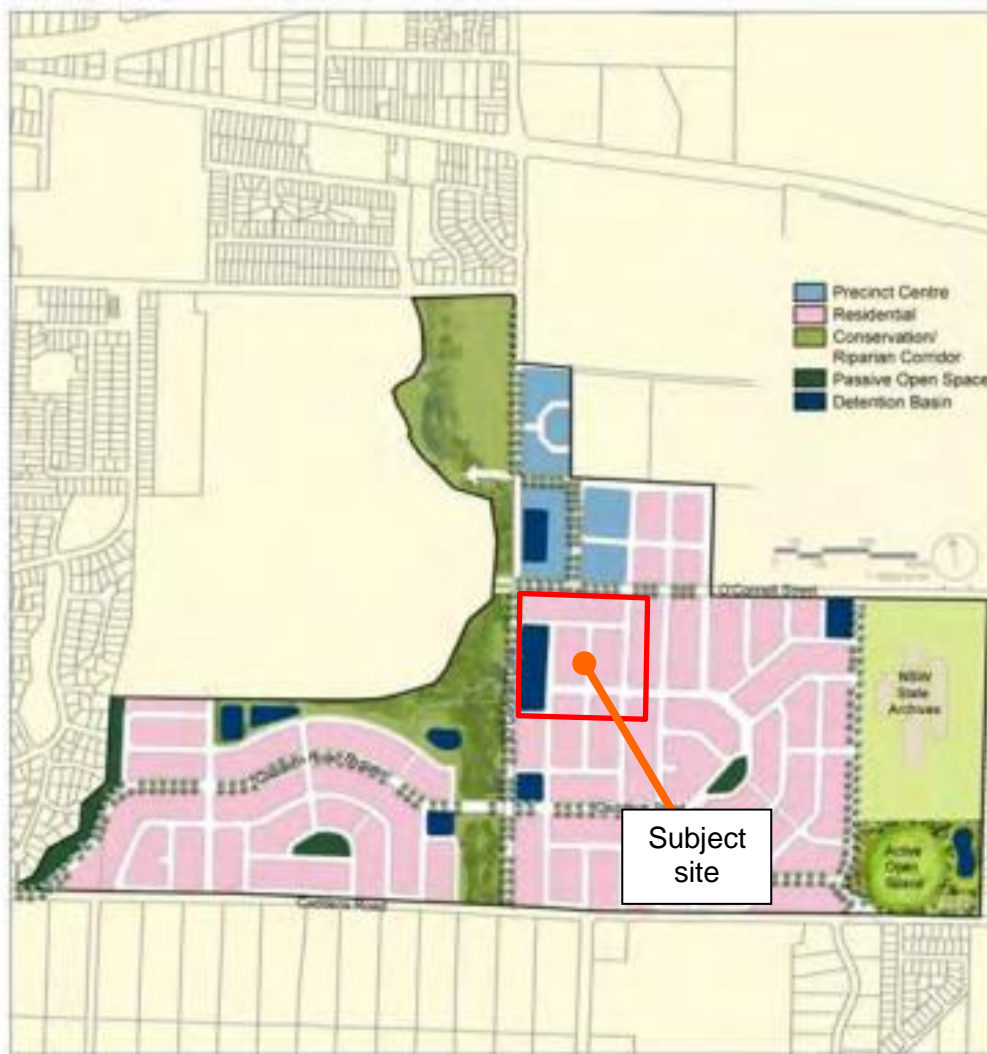 Precinct Centre
Residential
Conservation/
Riparian Corridor
Passive Open Space
Detention Basin
O'Connell Street
NSW
State
Archives
Subject
site
Active
Open
Space
Road